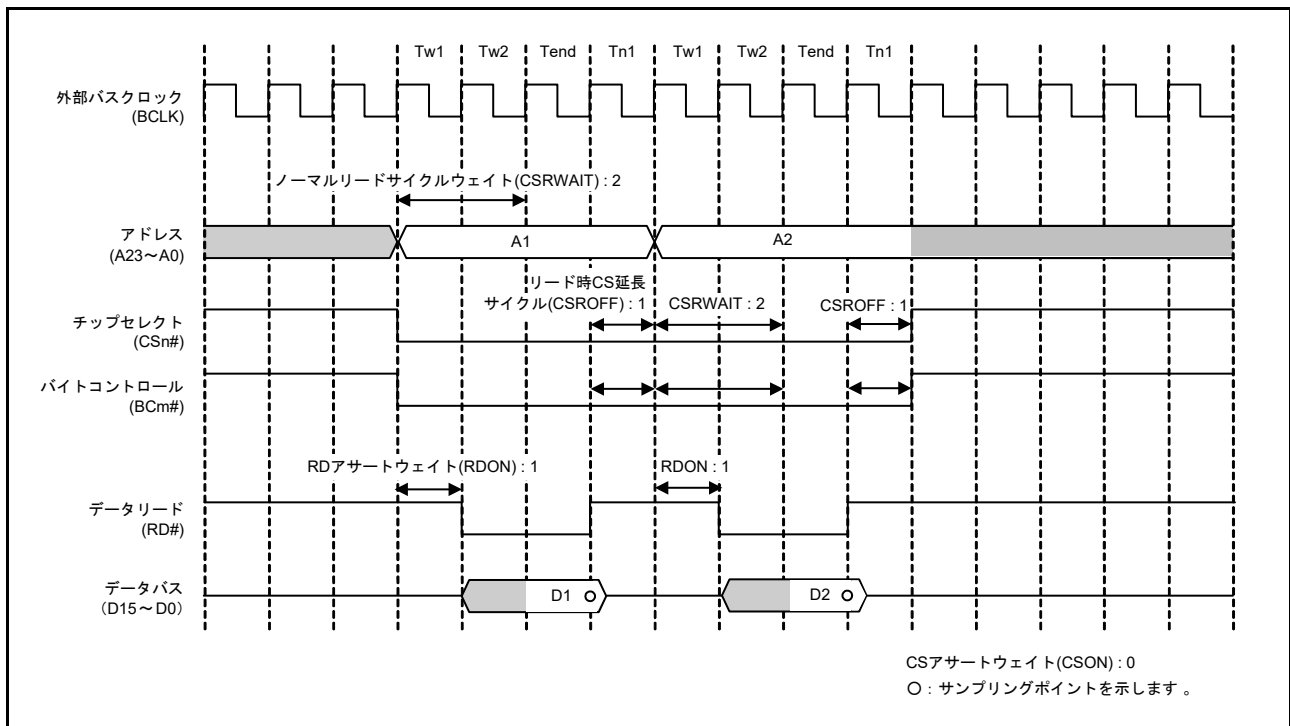 Tw1 Tw2 Tend Tn1 Tw1 Tw2 Tend Tn1
外部バスクロック
(BCLK)
ノーマルリードサイクルウェイト(CSRWAIT) : 2
アドレス
(A23～A0)
A1
A2
リード時CS延長
サイクル(CSROFF) : 1
CSRWAIT : 2
CSROFF : 1
チップセレクト
(CSn#)
バイトコントロール
(BCm#)
RDアサートウェイト(RDON) : 1
RDON : 1
データリード
(RD#)
データバス
（D15～D0）
D1
D2
CSアサートウェイト(CSON) : 0
○ : サンプリングポイントを示します 。